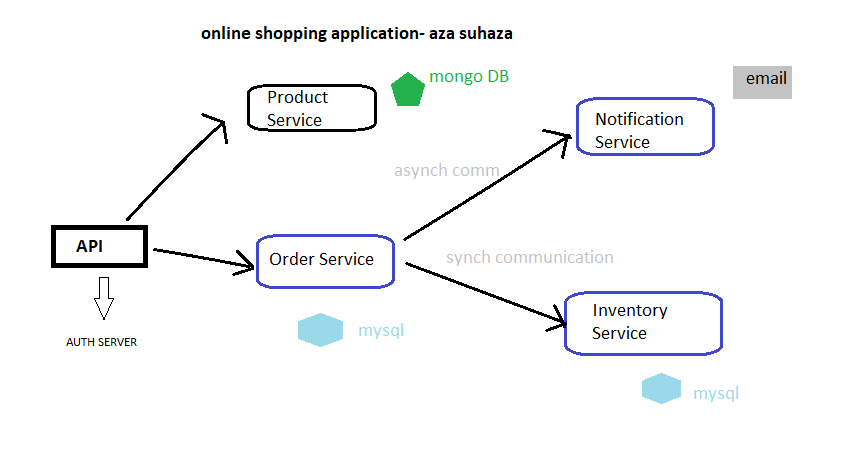 online shopping application- aza suhaza
mongo DB
email
Product
Service
Notification
Service
asynch comm
API
Order Service
synch communication
Inventory
Service
mysql
AUTH SERVER
mysql